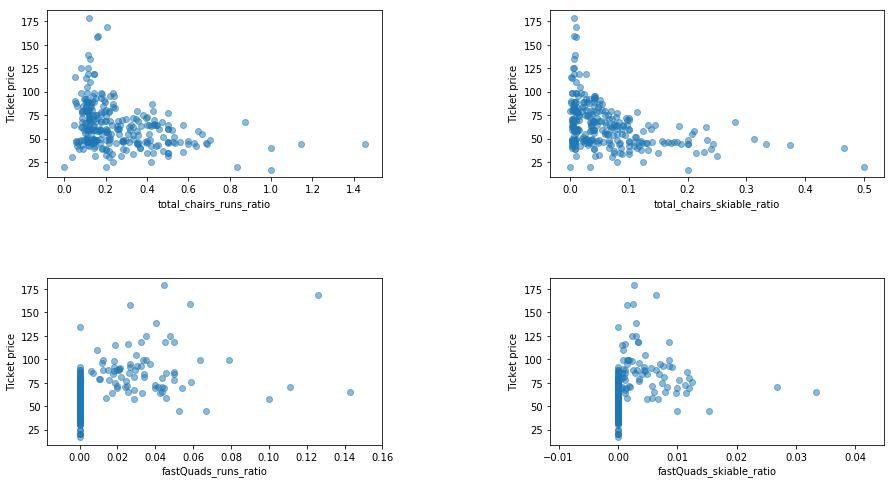 175
150
125
100
75
50
25
Ticket price
0.0 0.2 0.4 0.6 0.8 1.0 1.2 1.4
total_chairs_runs_ratio
175
150
125
100
75
50
25
Ticket price
0.0 0.1 0.2 0.3 0.4 0.5
total_chairs_skiable_ratio
175
150
125
100
75
50
25
Ticket price
0.00 0.02 0.04 0.06 0.08 0.10 0.12 0.14 0.16
fastQuads_runs_ratio
175
150
125
100
75
50
25
Ticket price
−0.01 0.00 0.01 0.02 0.03 0.04
fastQuads_skiable_ratio